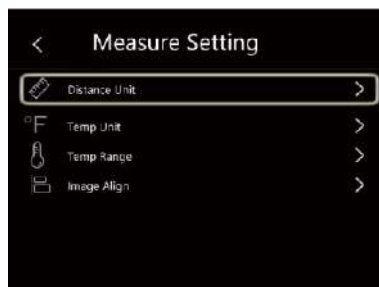 Measure Setting
Distance Unit
°F Temp Unit
Temp Range
Image Align